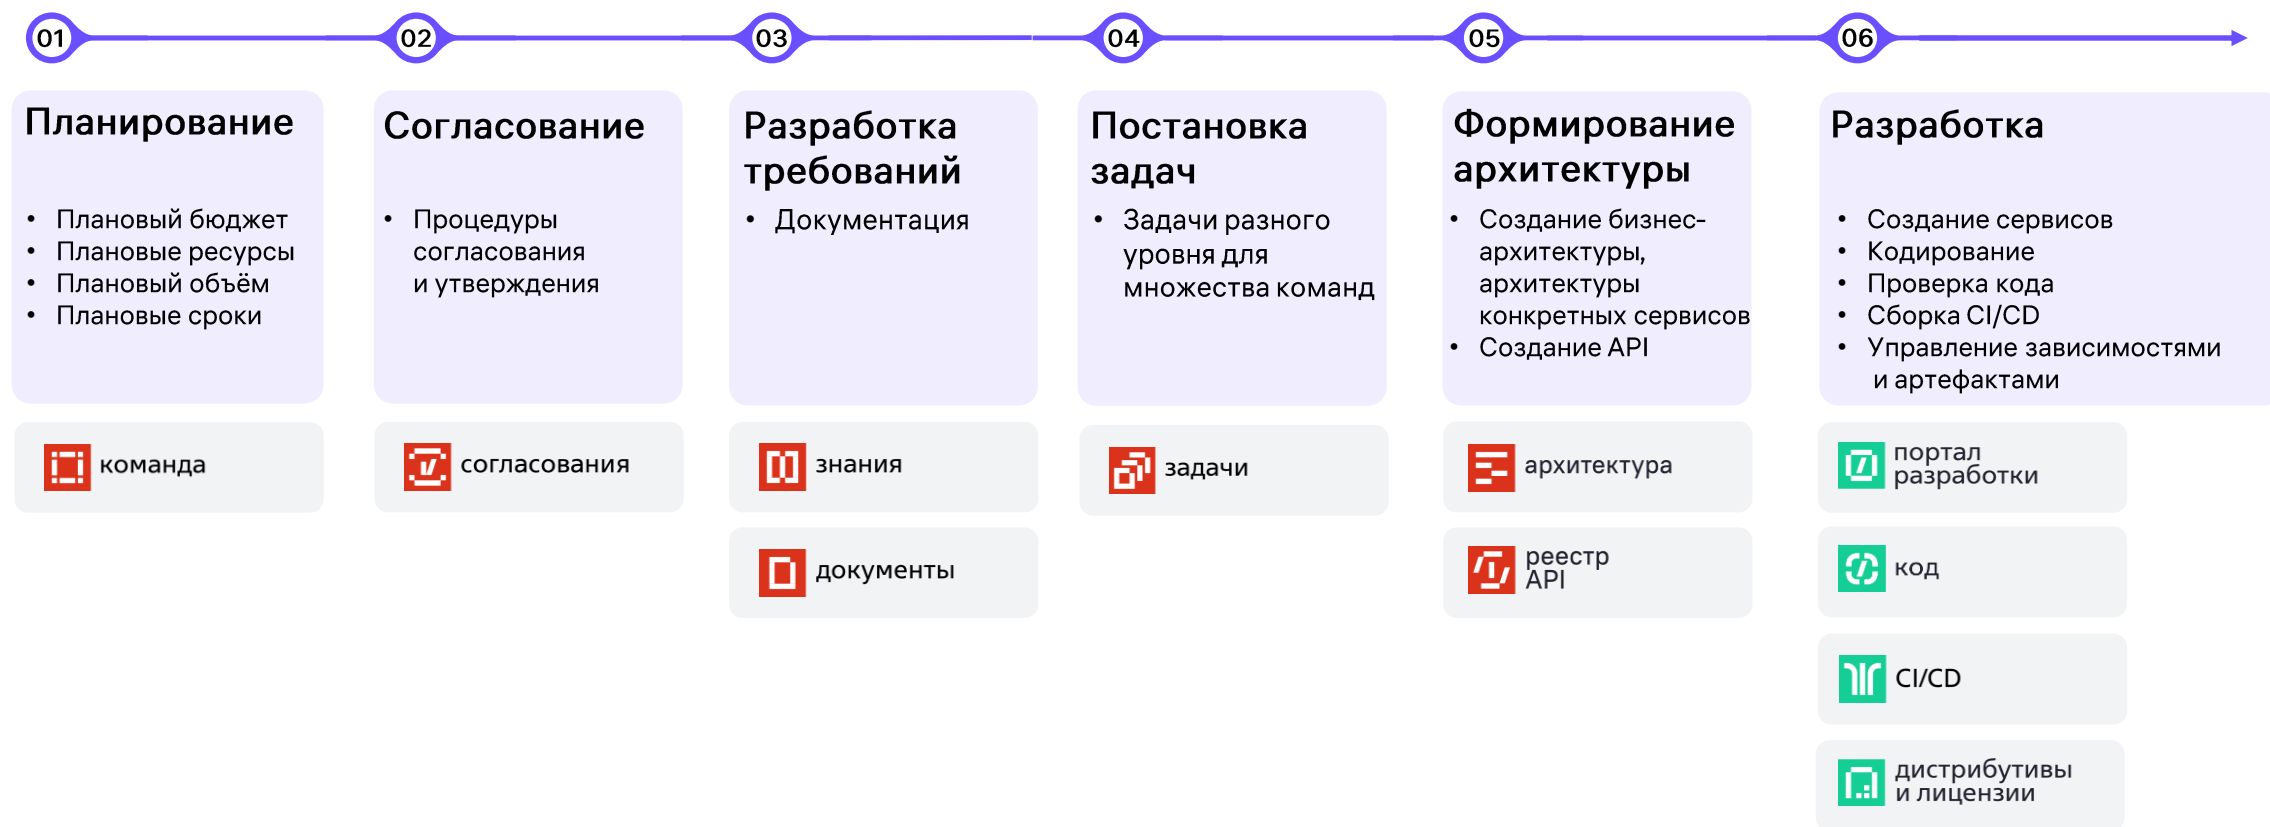 01
02
03
04
05
06
Планирование
• Плановый бюджет
• Плановые ресурсы
• Плановый объём
• Плановые сроки
команда
Согласование
• Процедуры
согласования
и утверждения
согласования
Разработка
требований
• Документация
знания
документы
Постановка
задач
• Задачи разного
уровня для
множества команд
задачи
Формирование
архитектуры
• Создание бизнес-
архитектуры,
архитектуры
конкретных сервисов
• Создание API
архитектура
реестр
API
Разработка
• Создание сервисов
• Кодирование
• Проверка кода
• Сборка CI/CD
• Управление зависимостями
и артефактами
портал
разработки
код
CI/CD
дистрибутивы
и лицензии